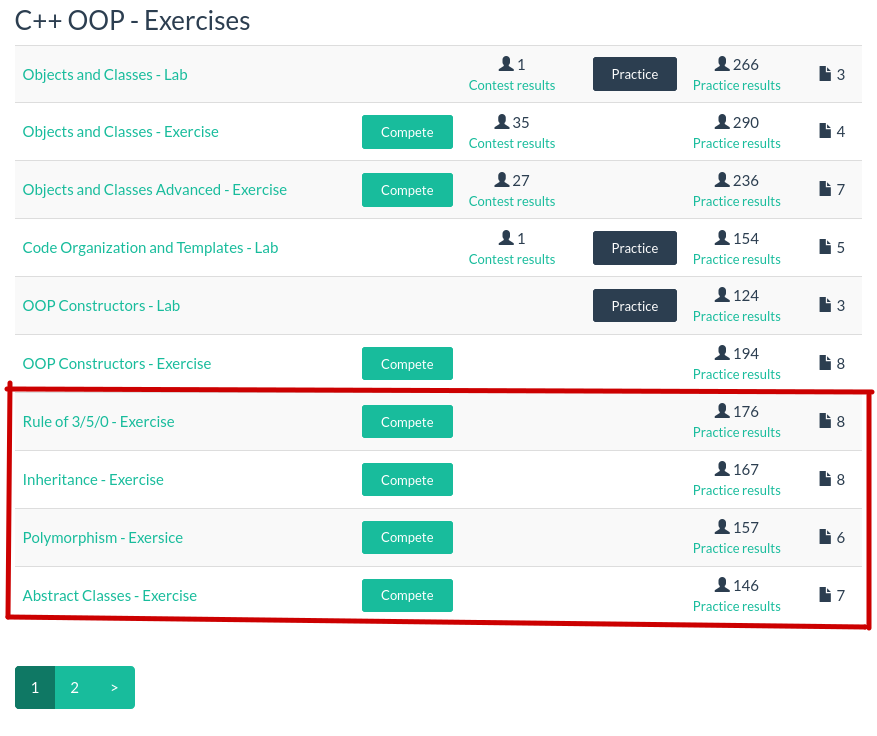 C++ OOP - Exercises
Objects and Classes - Lab
1
Contest results
Practice
266
Practice results
3
Objects and Classes - Exercise
Compete
35
Contest results
290
Practice results
4
Objects and Classes Advanced - Exercise
Compete
27
Contest results
236
Practice results
7
Code Organization and Templates - Lab
1
Contest results
Practice
154
Practice results
5
OOP Constructors - Lab
Practice
124
Practice results
3
OOP Constructors - Exercise
Compete
194
Practice results
8
Rule of 3/5/0 - Exercise
Compete
176
Practice results
8
Inheritance - Exercise
Compete
167
Practice results
8
Polymorphism - Exersice
Compete
157
Practice results
6
Abstract Classes - Exercise
Compete
146
Practice results
7
1 2 >